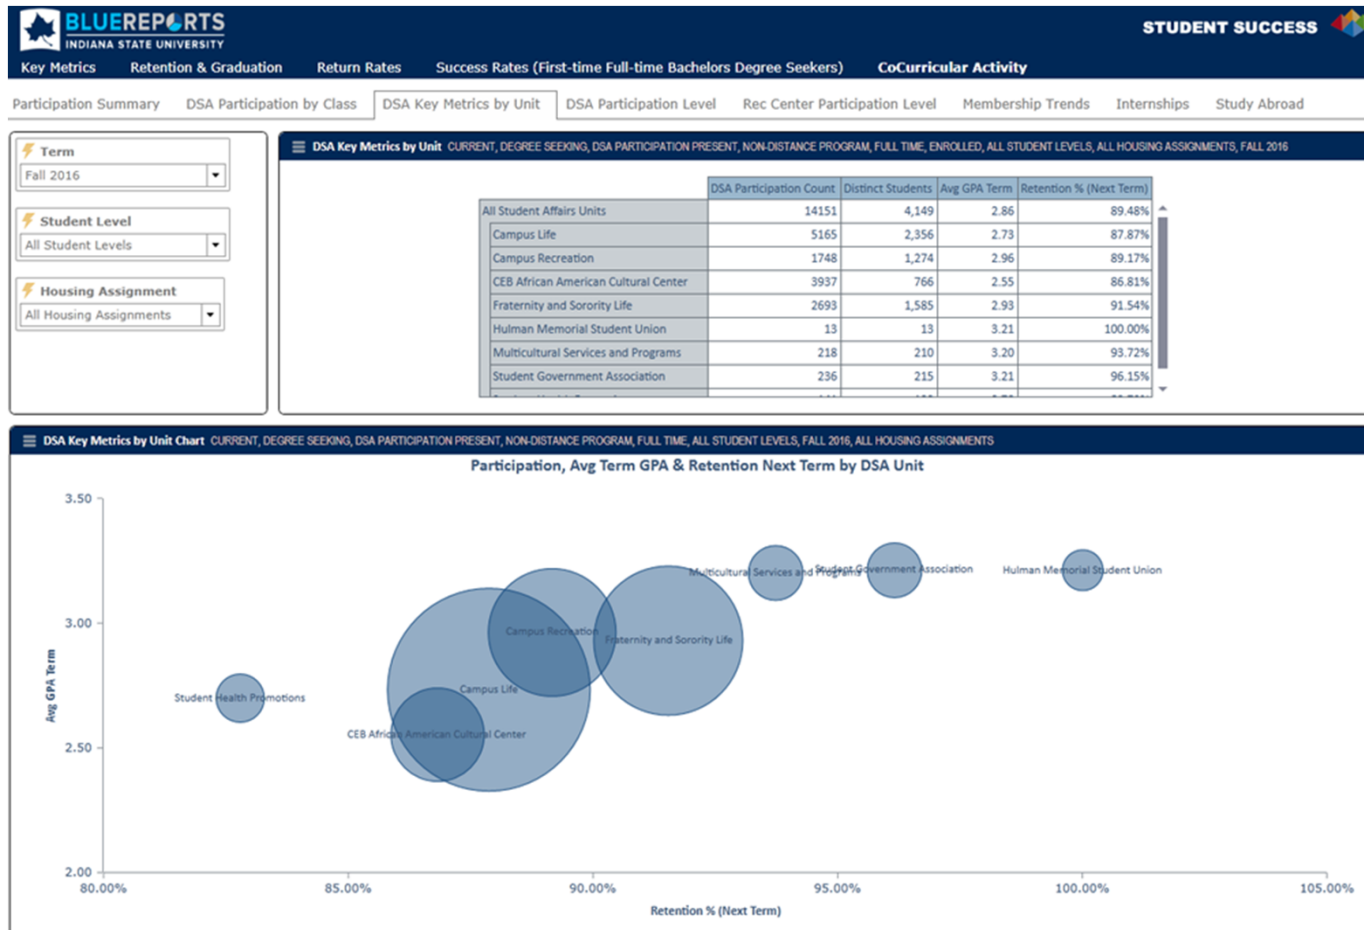 BLUEREPORTS
INDIANA STATE UNIVERSITY
STUDENT SUCCESS
Key Metrics Retention & Graduation Return Rates Success Rates (First-time Full-time Bachelors Degree Seekers) CoCurricular Activity
Participation Summary DSA Participation by Class DSA Key Metrics by Unit DSA Participation Level Rec Center Participation Level Membership Trends Internships Study Abroad
Term
Fall 2016
Student Level
All Student Levels
Housing Assignment
All Housing Assignments
DSA Key Metrics by Unit CURRENT, DEGREE SEEKING, DSA PARTICIPATION PRESENT, NON-DISTANCE PROGRAM, FULL TIME, ENROLLED, ALL STUDENT LEVELS, ALL HOUSING ASSIGNMENTS, FALL 2016
DSA Participation Count Distinct Students Avg GPA Term Retention % (Next Term)
All Student Affairs Units 14151 4,149 2.86 89.48%
Campus Life 5165 2,356 2.73 87.87%
Campus Recreation 1748 1,274 2.96 89.17%
CEB African American Cultural Center 3937 766 2.55 86.81%
Fraternity and Sorority Life 2693 1,585 2.93 91.54%
Hulman Memorial Student Union 13 13 3.21 100.00%
Multicultural Services and Programs 218 210 3.20 93.72%
Student Government Association 236 215 3.21 96.15%
DSA Key Metrics by Unit Chart CURRENT, DEGREE SEEKING, DSA PARTICIPATION PRESENT, NON-DISTANCE PROGRAM, FULL TIME, ALL STUDENT LEVELS, FALL 2016, ALL HOUSING ASSIGNMENTS
Participation, Avg Term GPA & Retention Next Term by DSA Unit
3.50
Multicultural Services and Programs
Student Government Association
Hulman Memorial Student Union
3.00
Campus Recreation
Fraternity and Sorority Life
Avg GPA Term
Campus Life
Student Health Promotions
CEB African American Cultural Center
2.50
2.00
80.00% 85.00% 90.00% 95.00% 100.00% 105.00%
Retention % (Next Term)